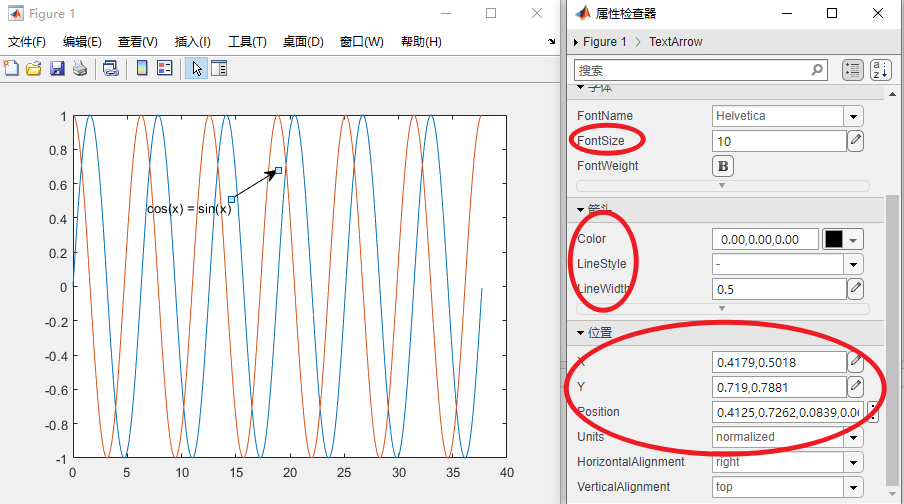 Figure 1
文件(F) 编辑(E) 查看(V) 插入(I) 工具(T) 桌面(D) 窗口(W) 帮助(H)
1
0.8
0.6
0.4
0.2
0
-0.2
-0.4
-0.6
-0.8
-1
0 5 10 15 20 25 30 35 40
cos(x) = sin(x)
属性检查器
Figure 1 TextArrow
搜索
字体
FontName Helvetica
FontSize 10
FontWeight B
箭头
Color 0.00,0.00,0.00
LineStyle -
LineWidth 0.5
位置
X 0.4179,0.5018
Y 0.719,0.7881
Position 0.4125,0.7262,0.0839,0.0
Units normalized
HorizontalAlignment right
VerticalAlignment top